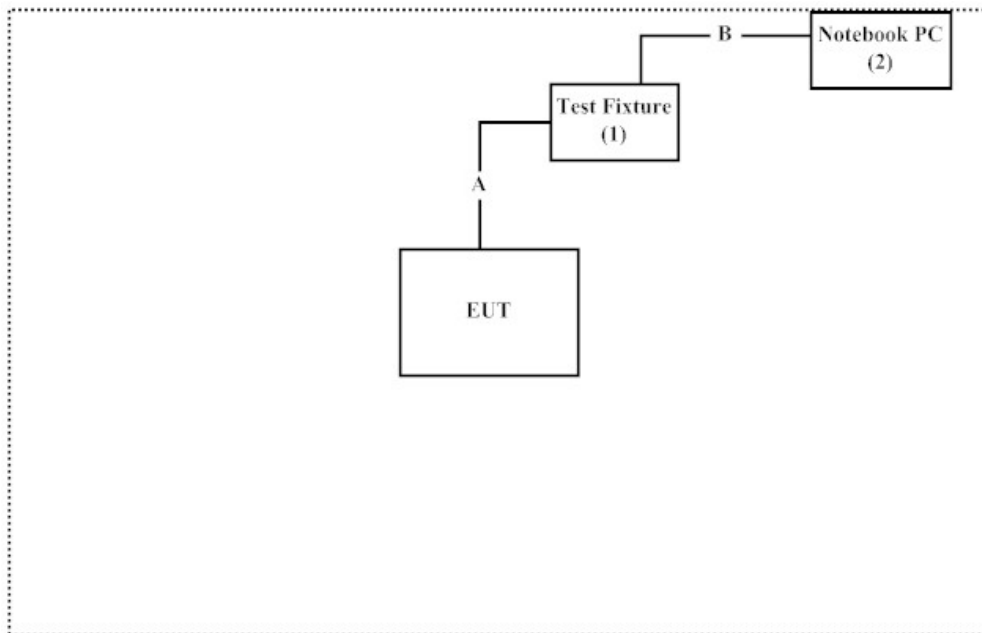 B
Notebook PC
(2)
Test Fixture
(1)
A
EUT